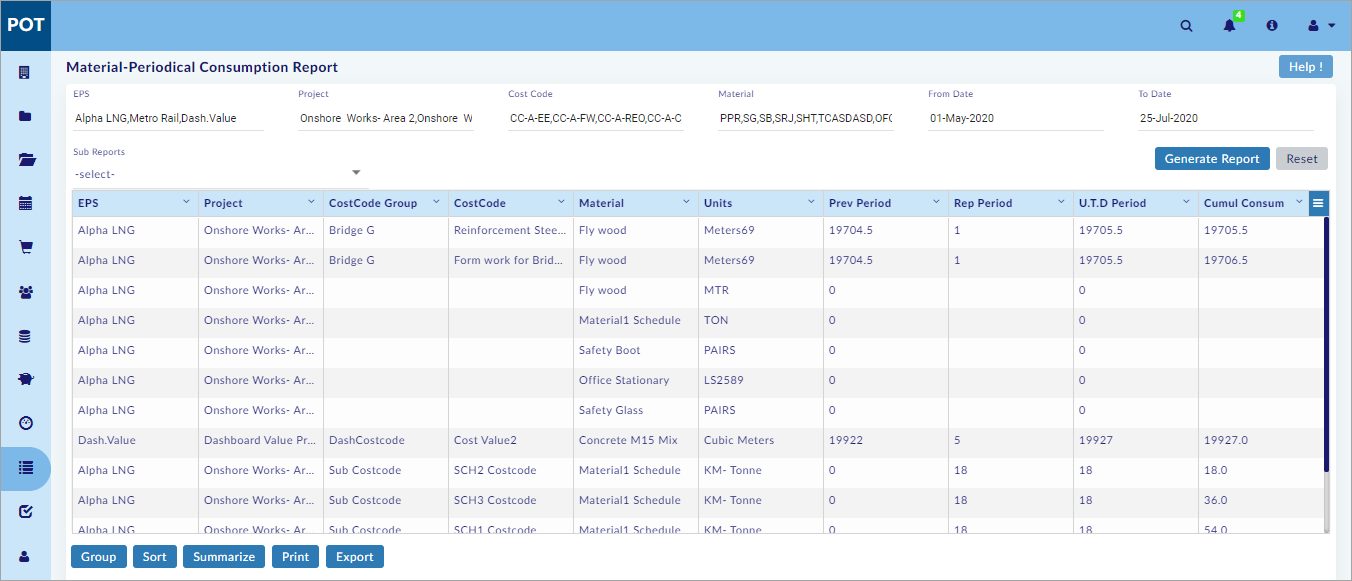 POT
4
Material-Periodical Consumption Report
Help !
EPS Project Cost Code Material From Date To Date
Alpha LNG,Metro Rail,Dash.Value Onshore Works- Area 2,Onshore W CC-A-EE,CC-A-FW,CC-A-REO,CC-A-C PPR,SG,SB,SRJ,SHT,TCASDASD,OFC 01-May-2020 25-Jul-2020
Sub Reports
-select-
Generate Report Reset
EPS Project CostCode Group CostCode Material Units Prev Period Rep Period U.T.D Period Cumul Consum
Alpha LNG Onshore Works- Ar... Bridge G Reinforcement Stee... Fly wood Meters69 19704.5 1 19705.5 19705.5
Alpha LNG Onshore Works- Ar... Bridge G Form work for Brid... Fly wood Meters69 19704.5 1 19705.5 19706.5
Alpha LNG Onshore Works- Ar... Fly wood MTR 0 0
Alpha LNG Onshore Works- Ar... Material1 Schedule TON 0 0
Alpha LNG Onshore Works- Ar... Safety Boot PAIRS 0 0
Alpha LNG Onshore Works- Ar... Office Stationary LS2589 0 0
Alpha LNG Onshore Works- Ar... Safety Glass PAIRS 0 0
Dash.Value Dashboard Value Pr... DashCostcode Cost Value2 Concrete M15 Mix Cubic Meters 19922 5 19927 19927.0
Alpha LNG Onshore Works- Ar... Sub Costcode SCH2 Costcode Material1 Schedule KM- Tonne 0 18 18 18.0
Alpha LNG Onshore Works- Ar... Sub Costcode SCH3 Costcode Material1 Schedule KM- Tonne 0 18 18 36.0
Alpha LNG Onshore Works- Ar... Sub Costcode SCH1 Costcode Material1 Schedule KM- Tonne 0 18 18 54.0
Group Sort Summarize Print Export